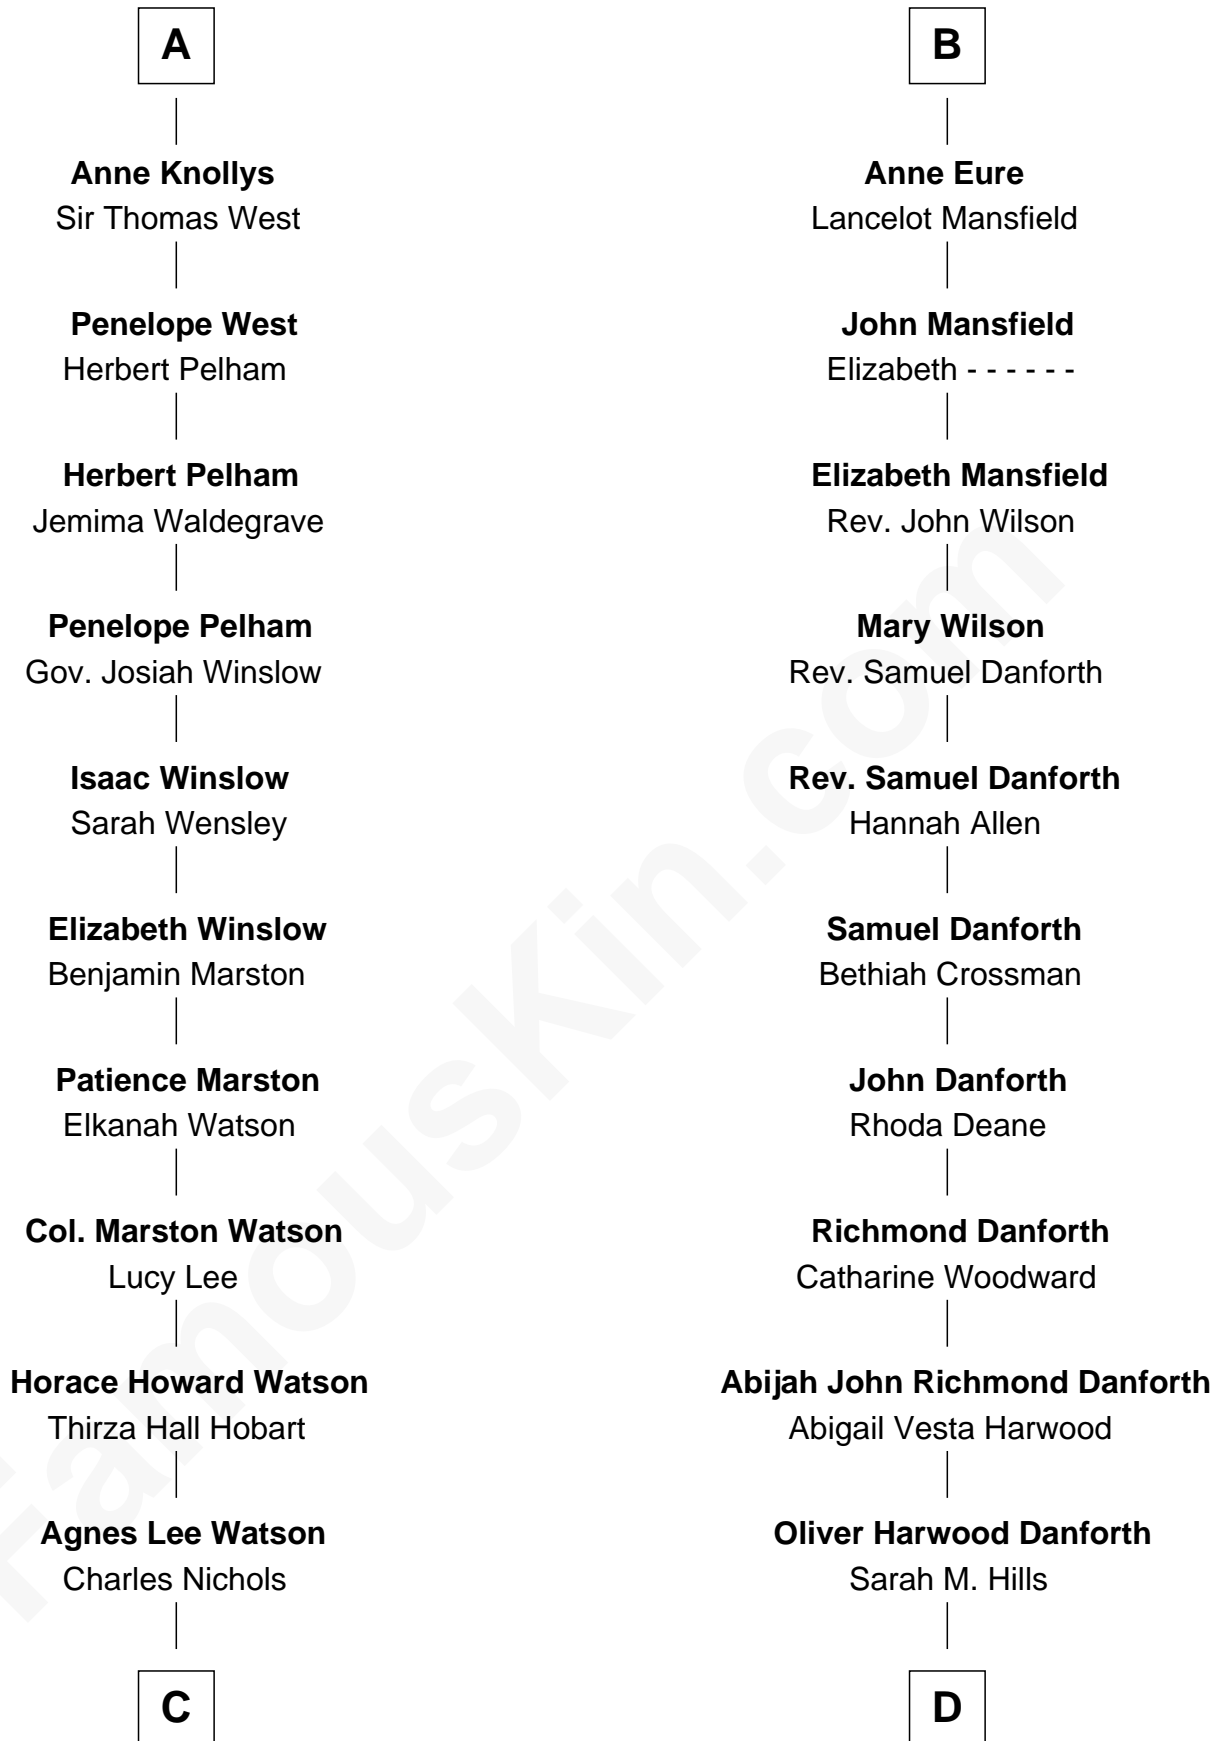 A
Anne Knollys
Sir Thomas West
Penelope West
Herbert Pelham
Herbert Pelham
Jemima Waldegrave
Penelope Pelham
Gov. Josiah Winslow
Isaac Winslow
Sarah Wensley
Elizabeth Winslow
Benjamin Marston
Patience Marston
Elkanah Watson
Col. Marston Watson
Lucy Lee
Horace Howard Watson
Thirza Hall Hobart
Agnes Lee Watson
Charles Nichols
C
B
Anne Eure
Lancelot Mansfield
John Mansfield
Elizabeth - - - - - -
Elizabeth Mansfield
Rev. John Wilson
Mary Wilson
Rev. Samuel Danforth
Rev. Samuel Danforth
Hannah Allen
Samuel Danforth
Bethiah Crossman
John Danforth
Rhoda Deane
Richmond Danforth
Catharine Woodward
Abijah John Richmond Danforth
Abigail Vesta Harwood
Oliver Harwood Danforth
Sarah M. Hills
D
FamousKin.com